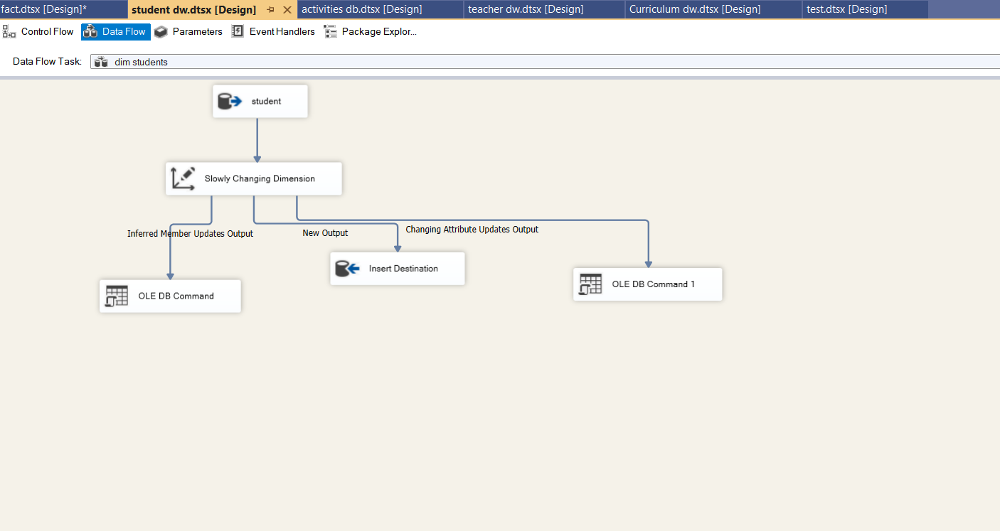 fact.dtsx [Design]* student dw.dtsx [Design] activities db.dtsx [Design] teacher dw.dtsx [Design] Curriculum dw.dtsx [Design] test.dtsx [Design]
Control Flow Data Flow Parameters Event Handlers Package Explor...
Data Flow Task: dim students
student
Slowly Changing Dimension
Inferred Member Updates Output New Output Changing Attribute Updates Output
Insert Destination
OLE DB Command 1
OLE DB Command